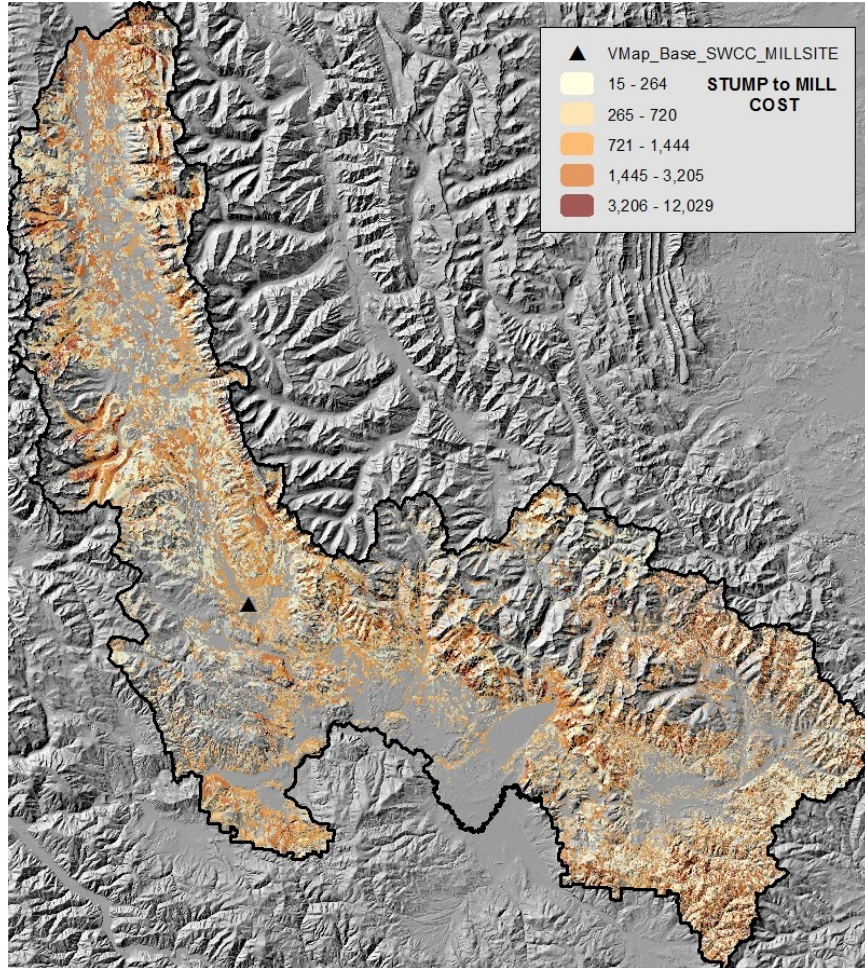 VMap_Base_SWCC_MILLSITE
STUMP to MILL
COST
15 - 264
265 - 720
721 - 1,444
1,445 - 3,205
3,206 - 12,029